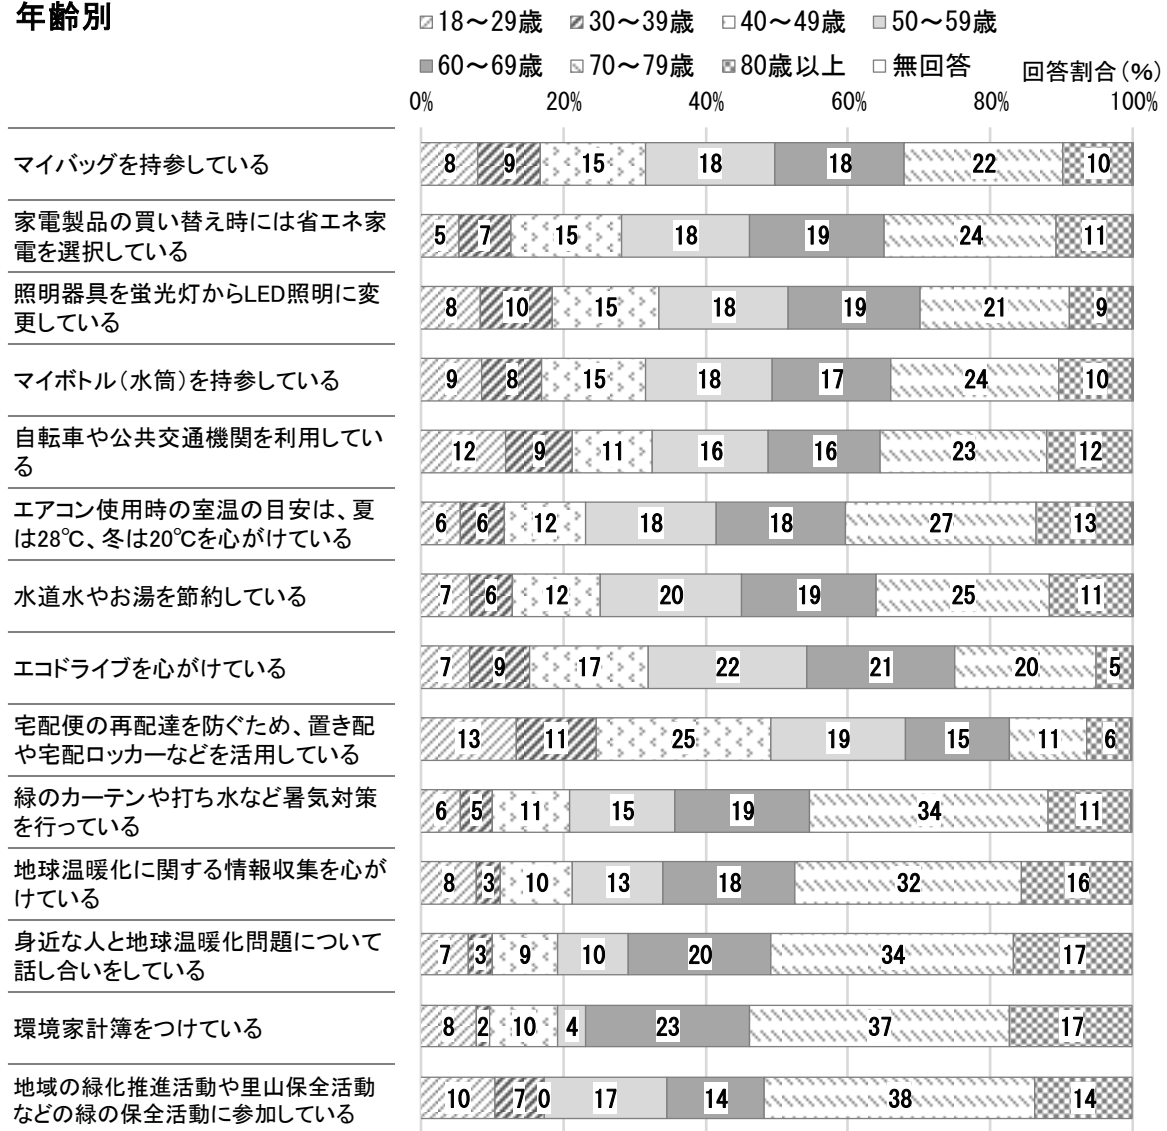 年齢別
18～29歳 30～39歳 40～49歳 50～59歳
60～69歳 70～79歳 80歳以上 無回答 回答割合（%）
0% 20% 40% 60% 80% 100%
マイバッグを持参している 8 9 15 18 18 22 10
家電製品の買い替え時には省エネ家
電を選択している 5 7 15 18 19 24 11
照明器具を蛍光灯からLED照明に変
更している 8 10 15 18 19 21 9
マイボトル（水筒）を持参している 9 8 15 18 17 24 10
自転車や公共交通機関を利用してい
る 12 9 11 16 16 23 12
エアコン使用時の室温の目安は、夏
は28℃、冬は20℃を心がけている 6 6 12 18 18 27 13
水道水やお湯を節約している 7 6 12 20 19 25 11
エコドライブを心がけている 7 9 17 22 21 20 5
宅配便の再配達を防ぐため、置き配
や宅配ロッカーなどを活用している 13 11 25 19 15 11 6
緑のカーテンや打ち水など暑気対策
を行っている 6 5 11 15 19 34 11
地球温暖化に関する情報収集を心が
けている 8 3 10 13 18 32 16
身近な人と地球温暖化問題について
話し合いをしている 7 3 9 10 20 34 17
環境家計簿をつけている 8 2 10 4 23 37 17
地域の緑化推進活動や里山保全活動
などの緑の保全活動に参加している 10 7 0 17 14 38 14